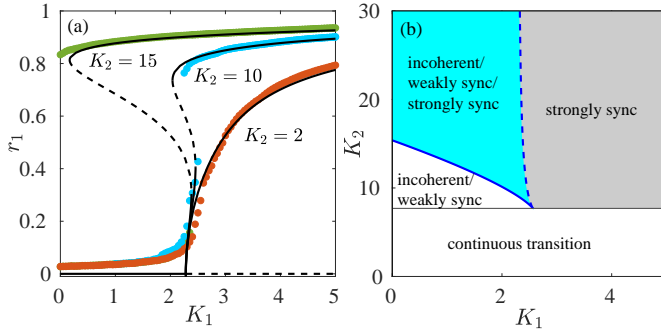 (a)
K₂ = 15
K₂ = 10
K₂ = 2
r₁
1
0.8
0.6
0.4
0.2
0
0 1 2 3 4 5
K₁
(b)
incoherent/
weakly sync/
strongly sync
strongly sync
incoherent/
weakly sync
continuous transition
K₂
30
20
10
0
0 2 4
K₁